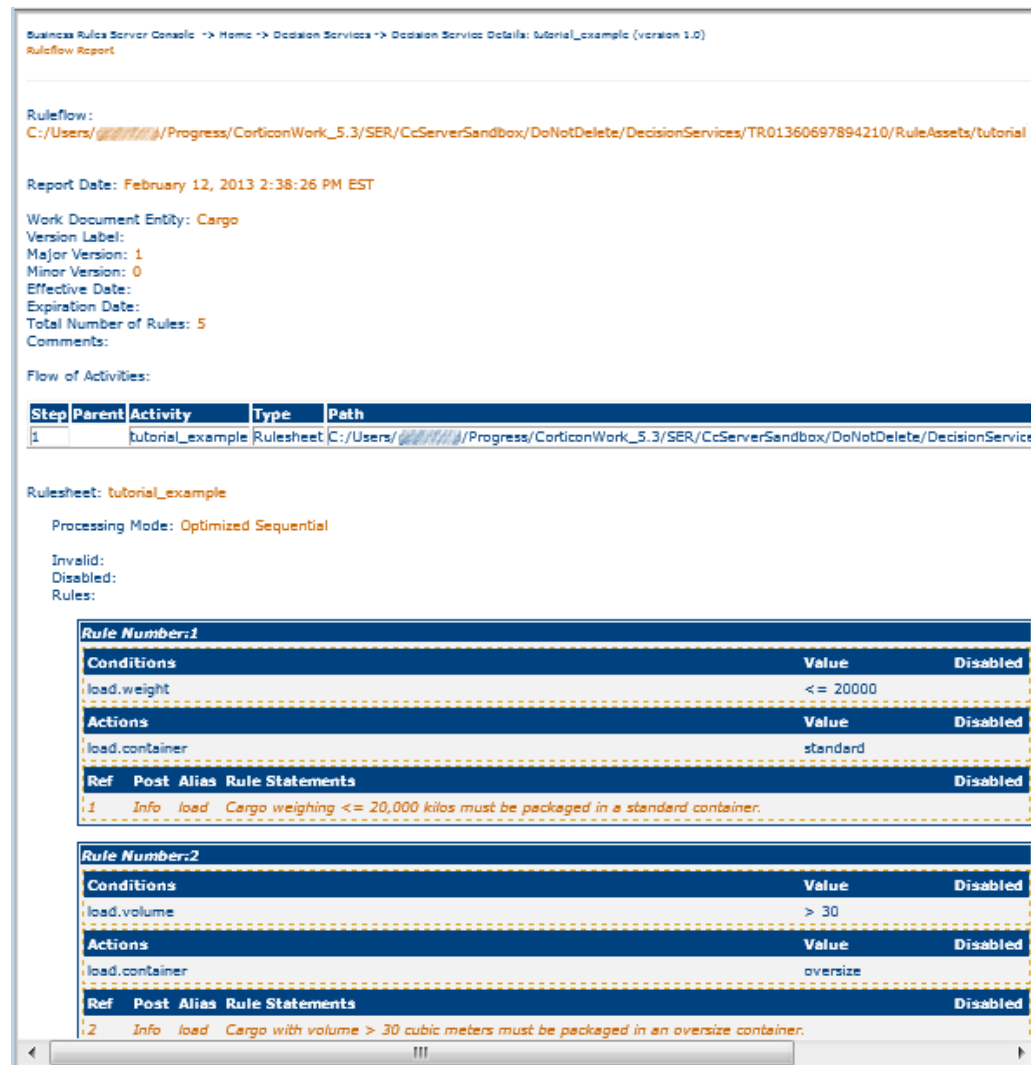 Business Rules Server Console -> Home -> Decision Services -> Decision Service Details: tutorial_example (version 1.0)
Ruleflow Report
Ruleflow:
C:/Users/ /Progress/CorticonWork_5.3/SER/CcServerSandbox/DoNotDelete/DecisionServices/TR01360697894210/RuleAssets/tutorial
Report Date: February 12, 2013 2:38:26 PM EST
Work Document Entity: Cargo
Version Label:
Major Version: 1
Minor Version: 0
Effective Date:
Expiration Date:
Total Number of Rules: 5
Comments:
Flow of Activities:
Step Parent Activity Type Path
1 tutorial_example Rulesheet C:/Users/ /Progress/CorticonWork_5.3/SER/CcServerSandbox/DoNotDelete/DecisionService
Rulesheet: tutorial_example
Processing Mode: Optimized Sequential
Invalid:
Disabled:
Rules:
Rule Number:1
Conditions Value Disabled
load.weight <= 20000
Actions Value Disabled
load.container standard
Ref Post Alias Rule Statements Disabled
1 Info load Cargo weighing <= 20,000 kilos must be packaged in a standard container.
Rule Number:2
Conditions Value Disabled
load.volume > 30
Actions Value Disabled
load.container oversize
Ref Post Alias Rule Statements Disabled
2 Info load Cargo with volume > 30 cubic meters must be packaged in an oversize container.